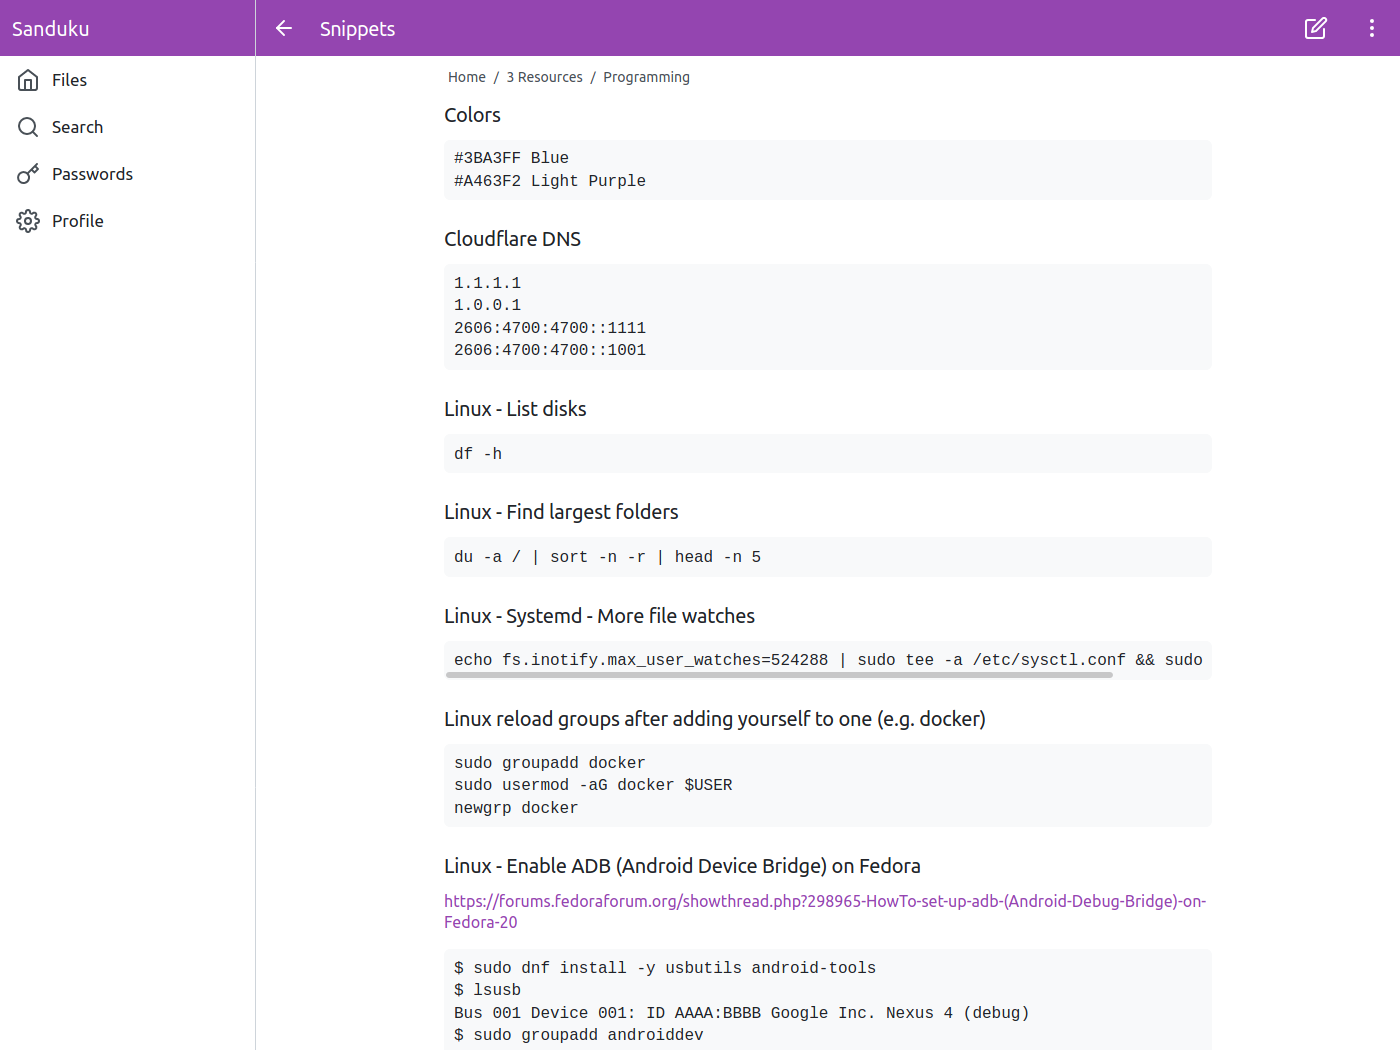 Sanduku
Snippets
Files
Search
Passwords
Profile
Home / 3 Resources / Programming
Colors
#3BA3FF Blue
#A463F2 Light Purple
Cloudflare DNS
1.1.1.1
1.0.0.1
2606:4700:4700::1111
2606:4700:4700::1001
Linux - List disks
df -h
Linux - Find largest folders
du -a / | sort -n -r | head -n 5
Linux - Systemd - More file watches
echo fs.inotify.max_user_watches=524288 | sudo tee -a /etc/sysctl.conf && sudo
Linux reload groups after adding yourself to one (e.g. docker)
sudo groupadd docker
sudo usermod -aG docker $USER
newgrp docker
Linux - Enable ADB (Android Device Bridge) on Fedora
https://forums.fedoraforum.org/showthread.php?298965-HowTo-set-up-adb-(Android-Debug-Bridge)-on-
Fedora-20
$ sudo dnf install -y usbutils android-tools
$ lsusb
Bus 001 Device 001: ID AAAA:BBBB Google Inc. Nexus 4 (debug)
$ sudo groupadd androiddev